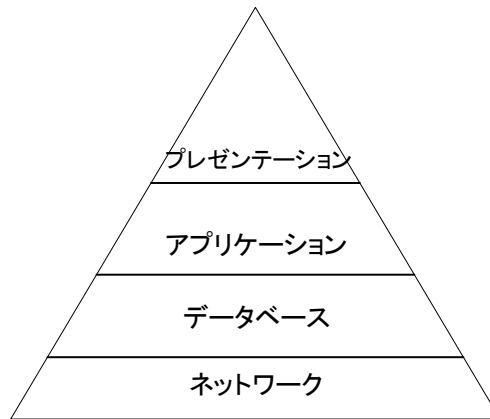 プレゼンテーション
アプリケーション
データベース
ネットワーク